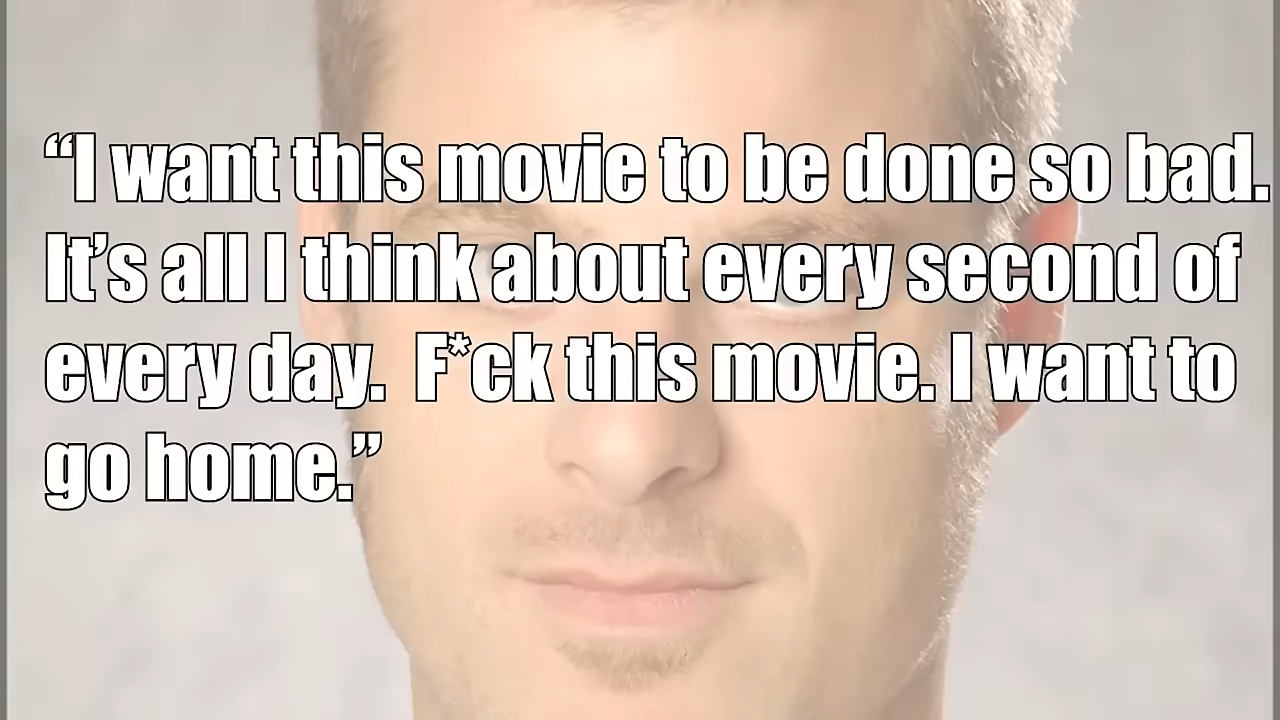 “I want this movie to be done so bad.
It’s all I think about every second of
every day.  F*ck this movie. I want to
go home.”